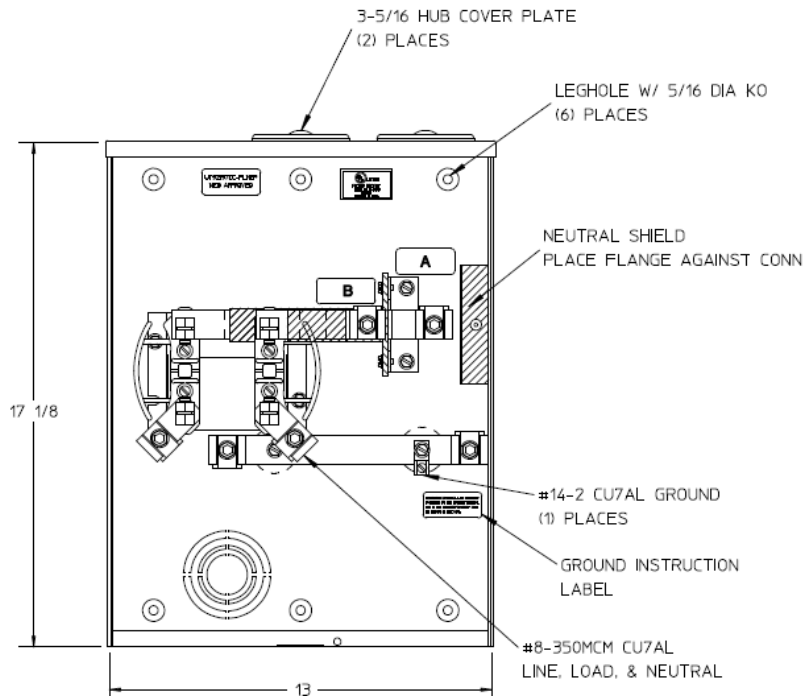 3-5/16 HUB COVER PLATE
(2) PLACES
LEGHOLE W/ 5/16 DIA KO
(6) PLACES
NEUTRAL SHIELD
PLACE FLANGE AGAINST CONN
A
B
17 1/8
#14-2 CU7AL GROUND
(1) PLACES
GROUND INSTRUCTION
LABEL
#8-350MCM CU7AL
LINE, LOAD, & NEUTRAL
13